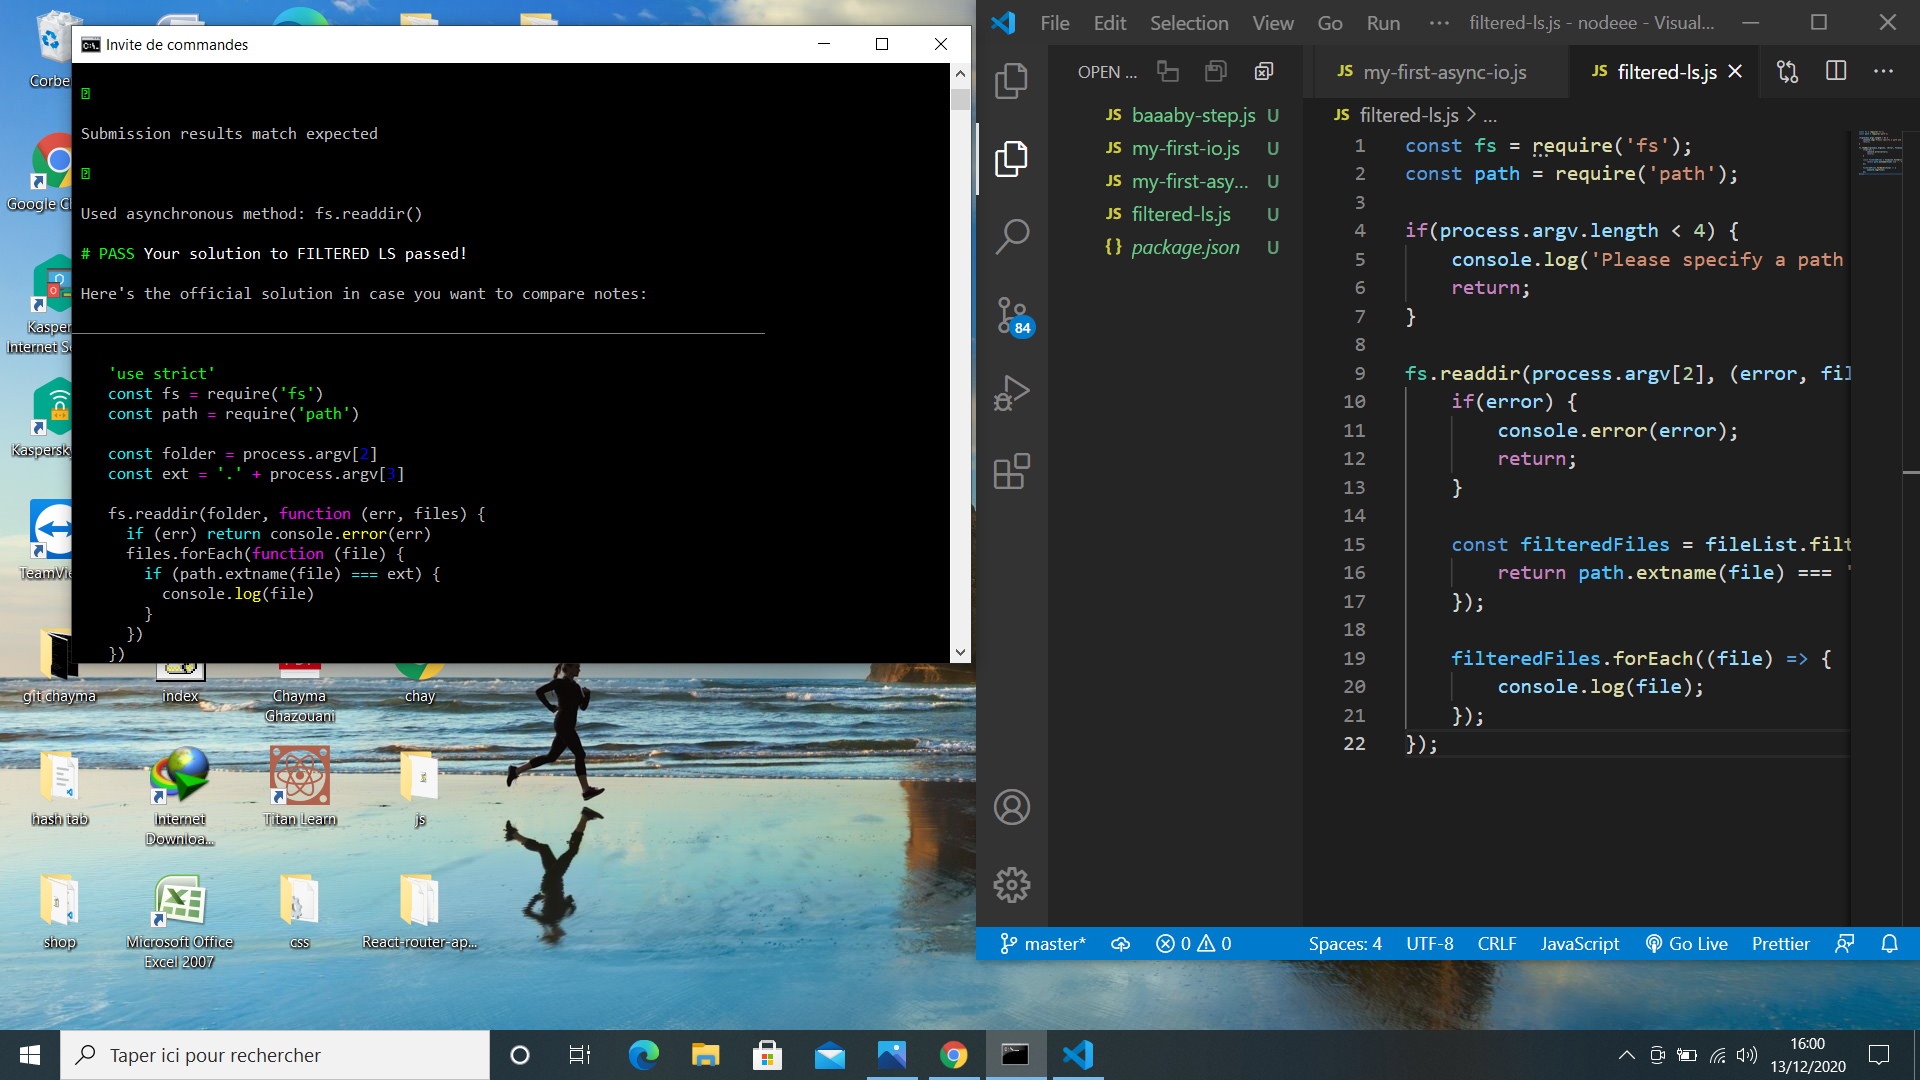 Invite de commandes
Submission results match expected
Used asynchronous method: fs.readdir()
# PASS Your solution to FILTERED LS passed!
Here's the official solution in case you want to compare notes:
'use strict'
const fs = require('fs')
const path = require('path')
const folder = process.argv[2]
const ext = '.' + process.argv[3]
fs.readdir(folder, function (err, files) {
if (err) return console.error(err)
files.forEach(function (file) {
if (path.extname(file) === ext) {
console.log(file)
}
})
})
Corbe
Google C
Kasper
Internet S
Kaspersk
TeamVi
git chayma
index
Chayma
Ghazouani
chay
hash tab
Internet
Downloa...
Titan Learn
js
shop
Microsoft Office
Excel 2007
css
React-router-ap...
File Edit Selection View Go Run ··· filtered-ls.js - nodeee - Visual...
OPEN ...
JS baaaby-step.js U
JS my-first-io.js U
JS my-first-asy... U
JS filtered-ls.js U
{} package.json U
84
JS my-first-async-io.js
JS filtered-ls.js
JS filtered-ls.js > ...
1 const fs = require('fs');
2 const path = require('path');
3
4 if(process.argv.length < 4) {
5 console.log('Please specify a path
6 return;
7 }
8
9 fs.readdir(process.argv[2], (error, fil
10 if(error) {
11 console.error(error);
12 return;
13 }
14
15 const filteredFiles = fileList.filt
16 return path.extname(file) === `
17 });
18
19 filteredFiles.forEach((file) => {
20 console.log(file);
21 });
22 });
master* 0 0 Spaces: 4 UTF-8 CRLF JavaScript Go Live Prettier
Taper ici pour rechercher
16:00
13/12/2020